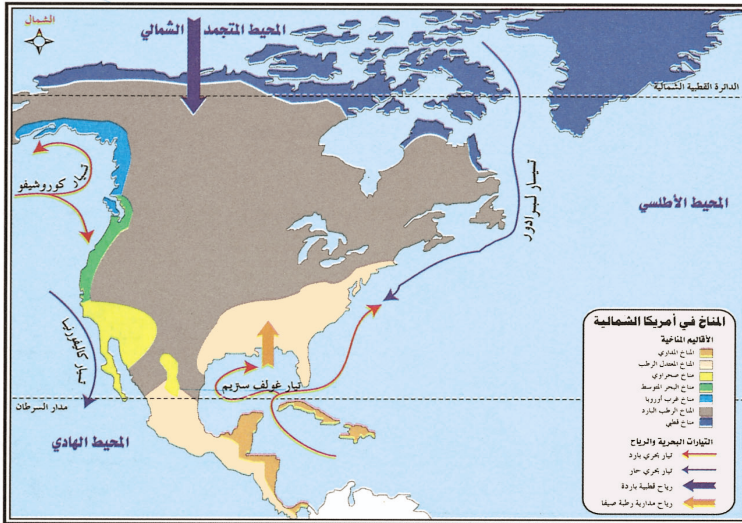 الشمال
المحيط المتجمد الشمالي
الدائرة القطبية الشمالية
تيار كوروشيفو
تيار لبرادور
المحيط الأطلسي
تيار كاليفورنيا
تيار غولف ستريم
مدار السرطان
المحيط الهادي
المناخ في أمريكا الشمالية
الأقاليم المناخية
المناخ المداري
المناخ المعتدل الرطب
مناخ صحراوي
مناخ البحر المتوسط
مناخ غرب أوروبا
المناخ الرطب البارد
مناخ قطبي
التيارات البحرية والرياح
تيار بحري بارد
تيار بحري حار
رياح قطبية باردة
رياح مدارية رطبة صيفا